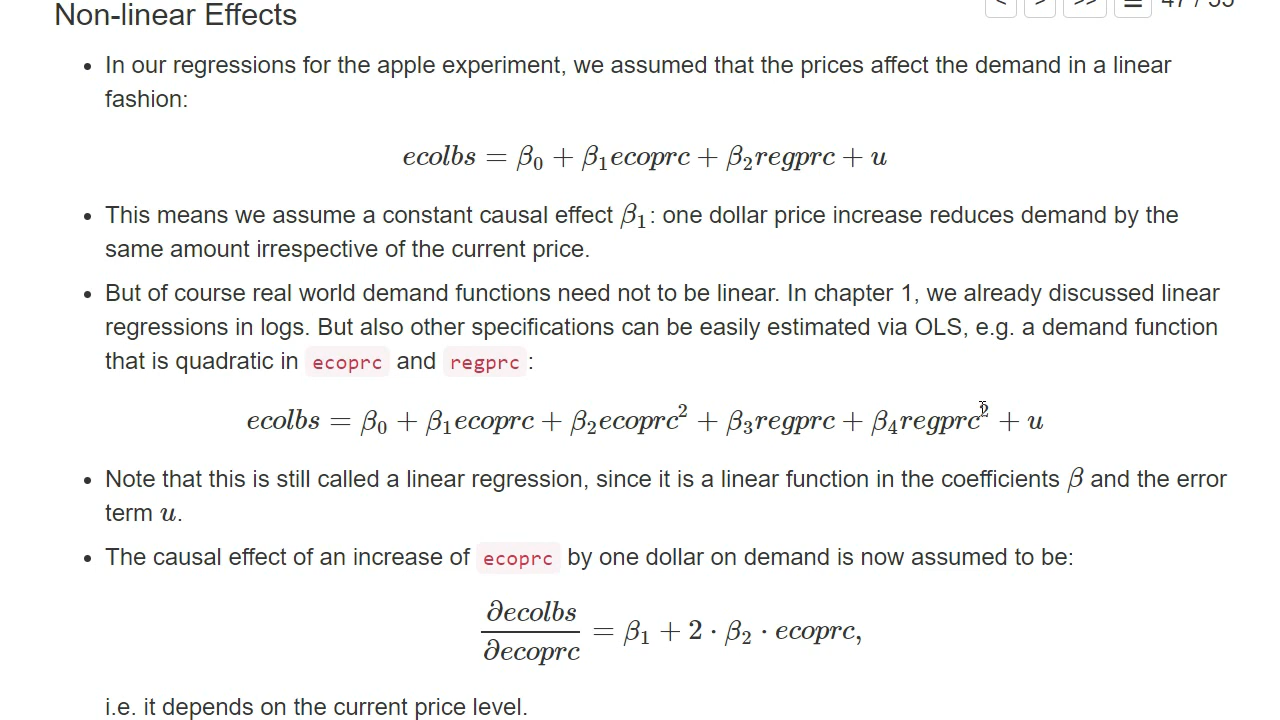 Non-linear Effects
< > >> ☰ 47 / 55
• In our regressions for the apple experiment, we assumed that the prices affect the demand in a linear
fashion:
ecolbs = β₀ + β₁ecoprc + β₂regprc + u
• This means we assume a constant causal effect β₁: one dollar price increase reduces demand by the
same amount irrespective of the current price.
• But of course real world demand functions need not to be linear. In chapter 1, we already discussed linear
regressions in logs. But also other specifications can be easily estimated via OLS, e.g. a demand function
that is quadratic in ecoprc and regprc:
ecolbs = β₀ + β₁ecoprc + β₂ecoprc² + β₃regprc + β₄regprc² + u
• Note that this is still called a linear regression, since it is a linear function in the coefficients β and the error
term u.
• The causal effect of an increase of ecoprc by one dollar on demand is now assumed to be:
∂ecolbs
∂ecoprc = β₁ + 2 · β₂ · ecoprc,
i.e. it depends on the current price level.